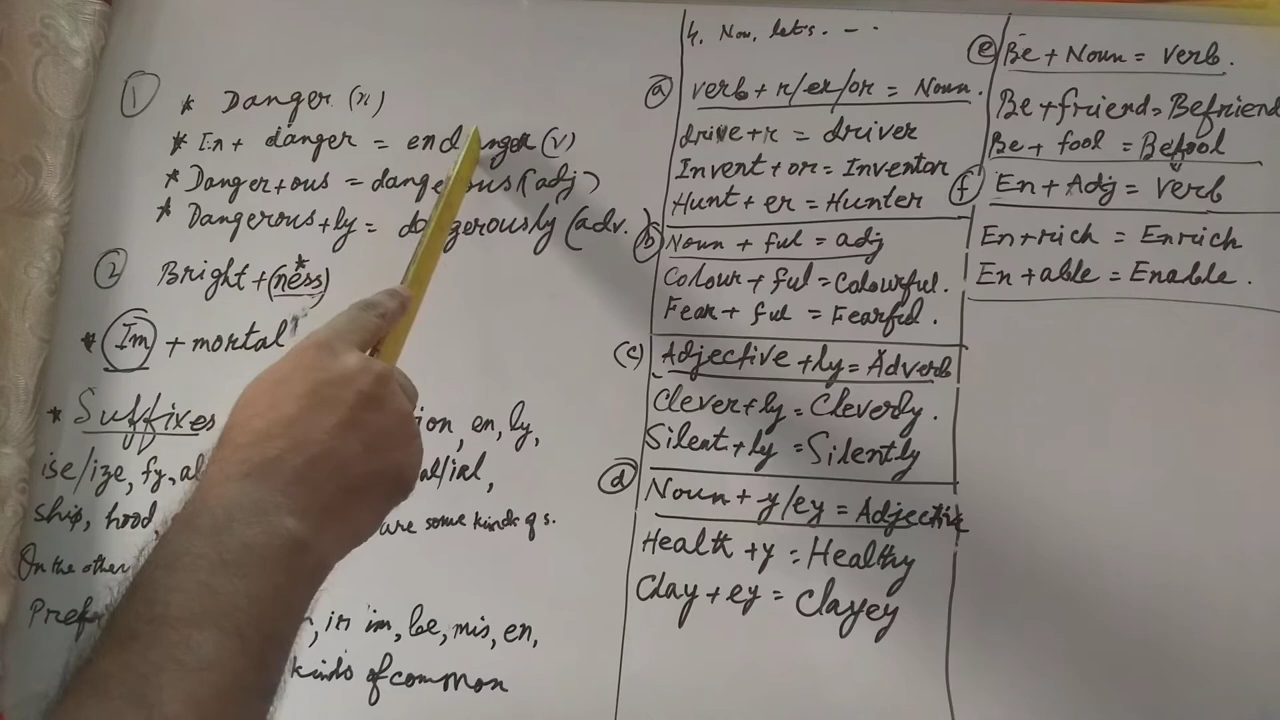 ①
* Danger (n)
* En + danger = endanger (v)
* Danger + ous = dangerous (adj)
* Dangerous + ly = dangerously (adv.
② Bright + (ness)
* (Im) + mortal
* Suffixes ion, en, ly,
ise/ize, fy, al al/ial,
ship, hood, are some kinds of s.
On the other
in im, be, mis, en,
kinds of common
4. Now, let's. - -
ⓐ verb + r/er/or = Noun.
drive + r = driver
Invent + or = Inventor
Hunt + er = Hunter
ⓑ Noun + ful = adj
Colour + ful = Colourful.
Fear + ful = Fearful.
(c) Adjective + ly = Adverb
Clever + ly = Cleverly.
Silent + ly = Silently
ⓓ Noun + y/ey = Adjective
Health + y = Healthy
Clay + ey = Clayey
ⓔ Be + Noun = verb.
Be + friend = Befriend
Be + fool = Befool
ⓕ En + Adj = verb
En + rich = Enrich
En + able = Enable.